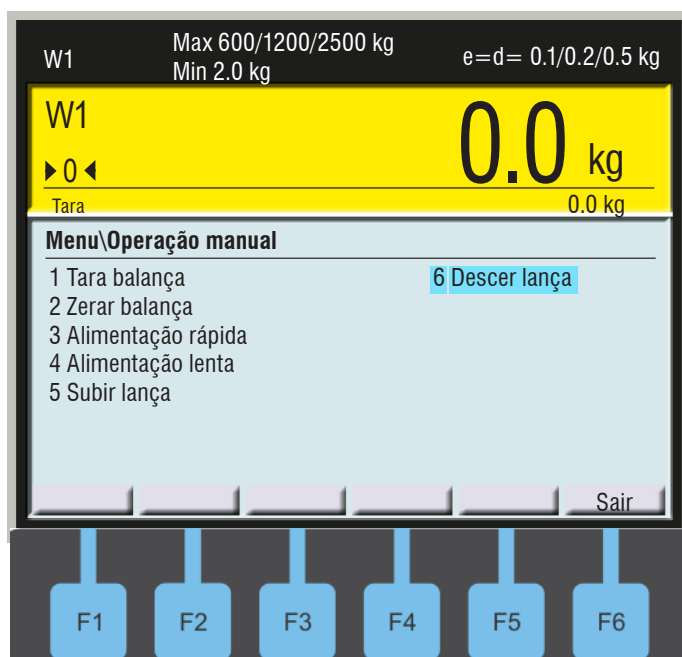 W1 Max 600/1200/2500 kg e=d= 0.1/0.2/0.5 kg
Min 2.0 kg
W1
0.0 kg
0
Tara 0.0 kg
Menu\Operação manual
1 Tara balança
2 Zerar balança
3 Alimentação rápida
4 Alimentação lenta
5 Subir lança
6 Descer lança
Sair
F1 F2 F3 F4 F5 F6